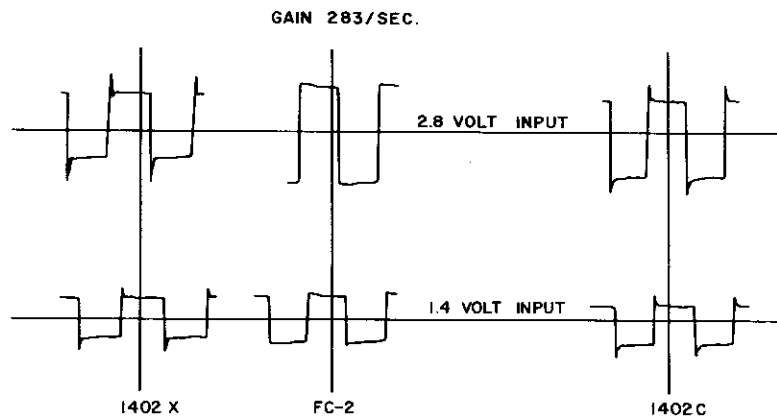 GAIN 283/SEC.
2.8 VOLT INPUT
1.4 VOLT INPUT
1402 X
FC-2
1402C